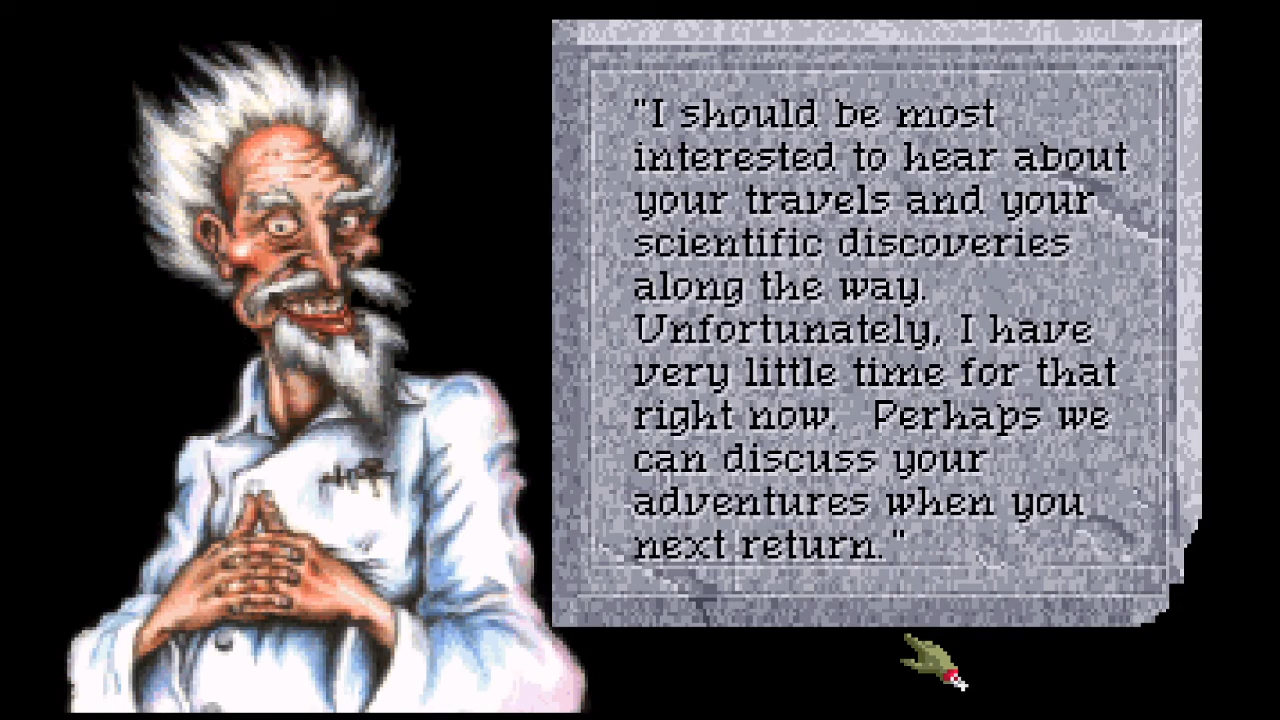 "I should be most
interested to hear about
your travels and your
scientific discoveries
along the way.
Unfortunately, I have
very little time for that
right now.  Perhaps we
can discuss your
adventures when you
next return."